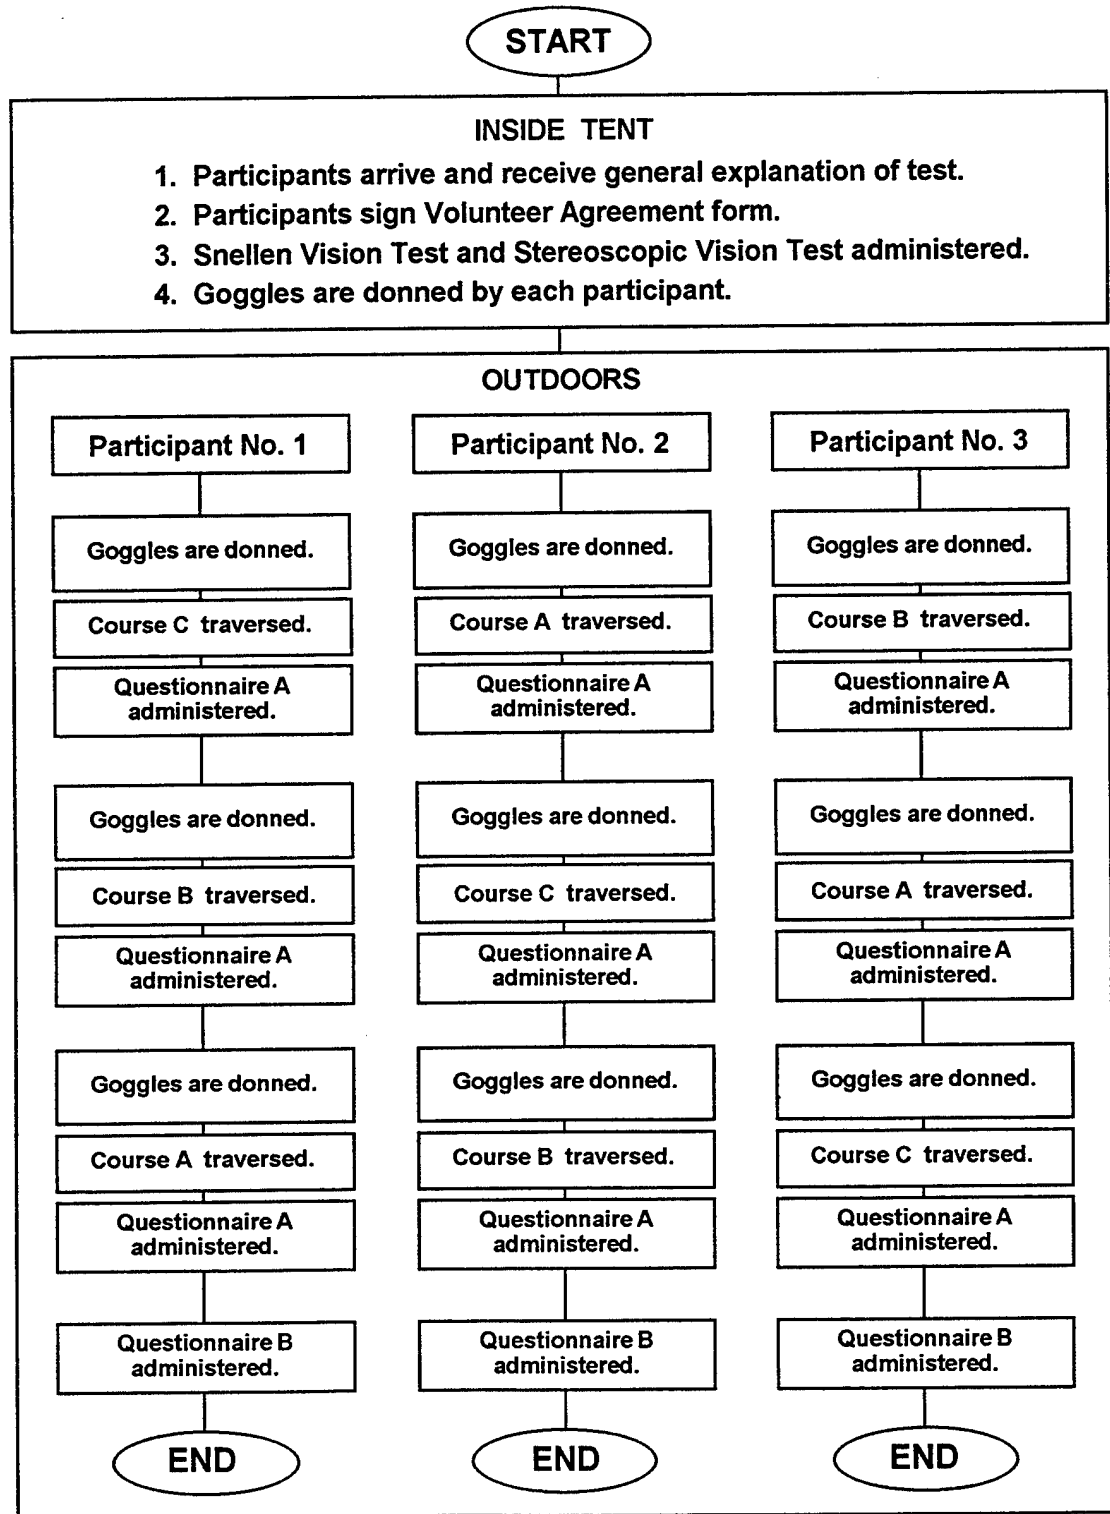 START
INSIDE TENT
1. Participants arrive and receive general explanation of test.
2. Participants sign Volunteer Agreement form.
3. Snellen Vision Test and Stereoscopic Vision Test administered.
4. Goggles are donned by each participant.
OUTDOORS
Participant No. 1
Goggles are donned.
Course C traversed.
Questionnaire A
administered.
Goggles are donned.
Course B traversed.
Questionnaire A
administered.
Goggles are donned.
Course A traversed.
Questionnaire A
administered.
Questionnaire B
administered.
END
Participant No. 2
Goggles are donned.
Course A traversed.
Questionnaire A
administered.
Goggles are donned.
Course C traversed.
Questionnaire A
administered.
Goggles are donned.
Course B traversed.
Questionnaire A
administered.
Questionnaire B
administered.
END
Participant No. 3
Goggles are donned.
Course B traversed.
Questionnaire A
administered.
Goggles are donned.
Course A traversed.
Questionnaire A
administered.
Goggles are donned.
Course C traversed.
Questionnaire A
administered.
Questionnaire B
administered.
END